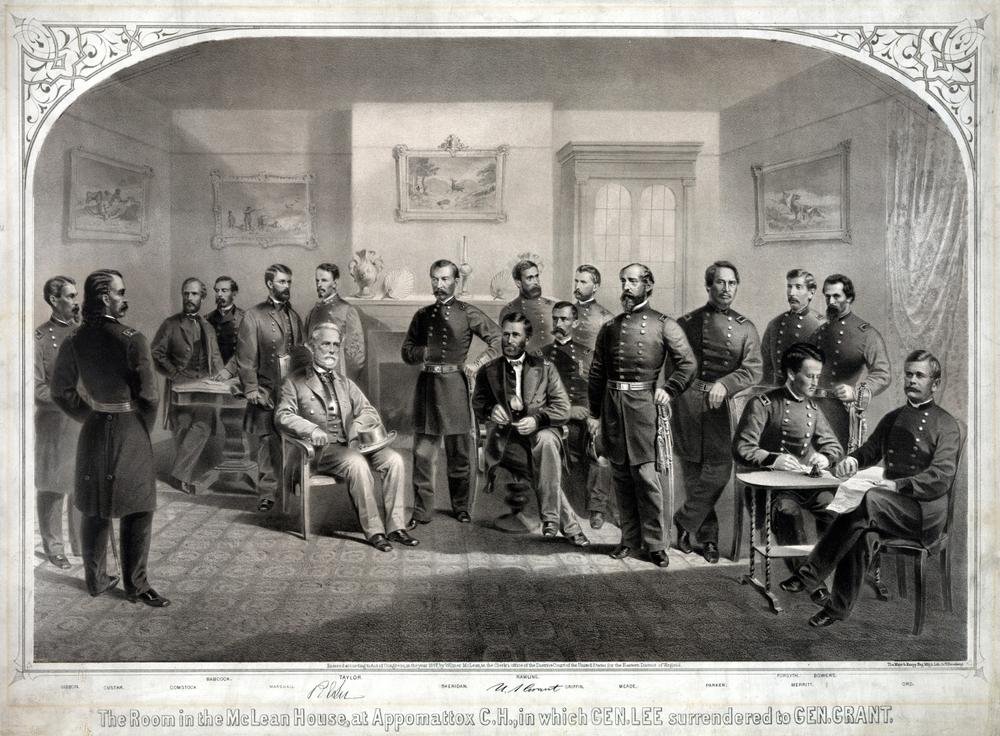 Entered according to Act of Congress, in the year 1867, by Wilmer McLean, in the Clerk's office of the District Court of the United States for the Eastern District of Virginia.
The Major & Knapp Eng. Mfg & Lith. Co. Broadway.
BABCOCK. TAYLOR. RAWLINS. FORSYTH. BOWERS.
GIBBON. CUSTAR. COMSTOCK MARSHALL R E Lee SHERIDAN. U. S. Grant GRIFFIN. MEADE. PARKER. MERRITT. ORD.
The Room in the McLean House, at Appomattox C.H., in which GEN. LEE surrendered to GEN. GRANT.